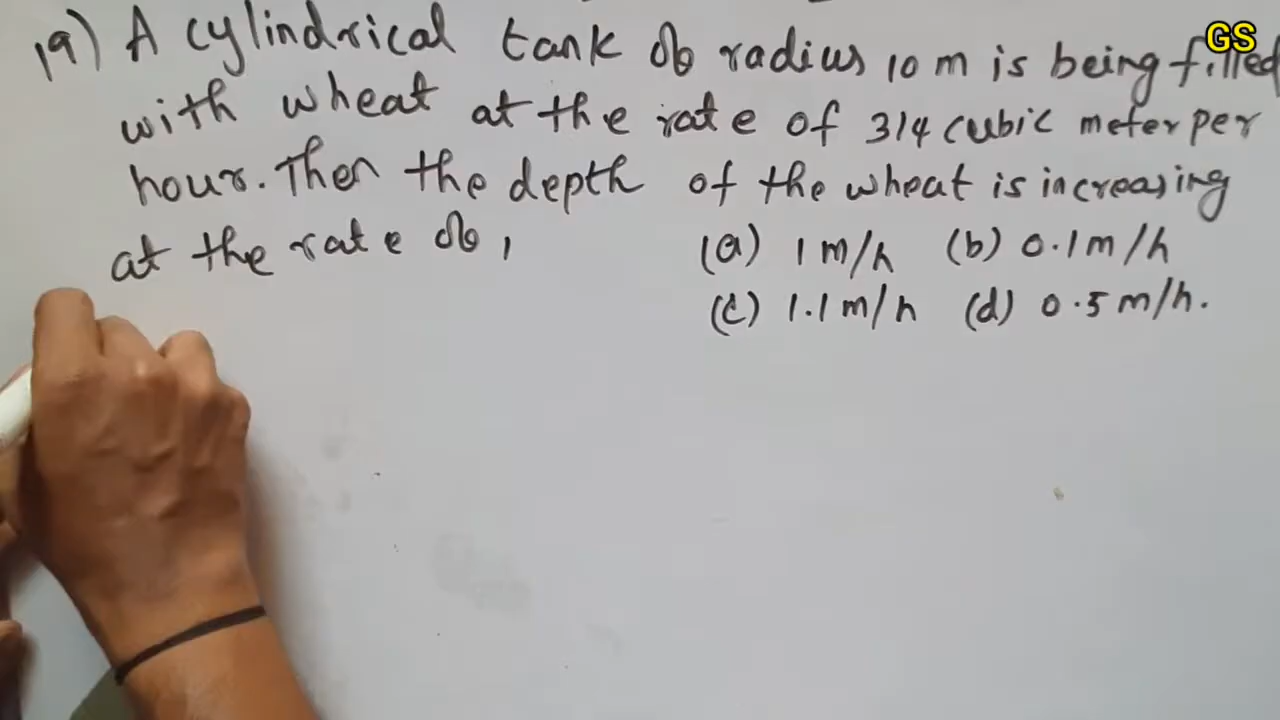 GS
19) A cylindrical tank of radius 10 m is being filled
with wheat at the rate of 314 cubic meter per
hour. Then the depth of the wheat is increasing
at the rate of,
(a) 1 m/h (b) 0.1 m/h
(c) 1.1 m/h (d) 0.5 m/h.